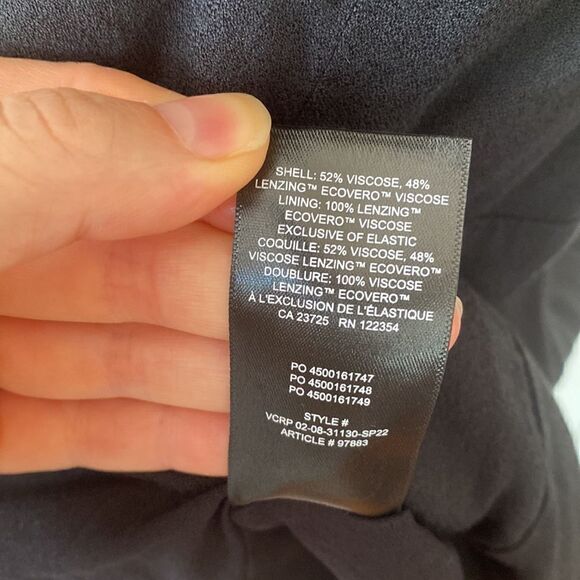 SHELL: 52% VISCOSE, 48%
LENZING™ ECOVERO™ VISCOSE
LINING: 100% LENZING™
ECOVERO™ VISCOSE
EXCLUSIVE OF ELASTIC
COQUILLE: 52% VISCOSE, 48%
VISCOSE LENZING™ ECOVERO™
DOUBLURE: 100% VISCOSE
LENZING™ ECOVERO™
À L'EXCLUSION DE L'ÉLASTIQUE
CA 23725 RN 122354
PO 4500161747
PO 4500161748
PO 4500161749
STYLE #
VCRP 02-08-31130-SP22
ARTICLE # 97883